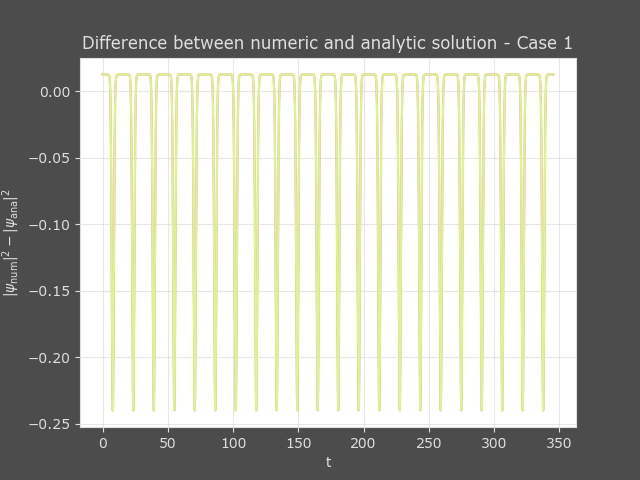 Difference between numeric and analytic solution - Case 1
|ψnum|² − |ψana|²
0.00
−0.05
−0.10
−0.15
−0.20
−0.25
0 50 100 150 200 250 300 350
t